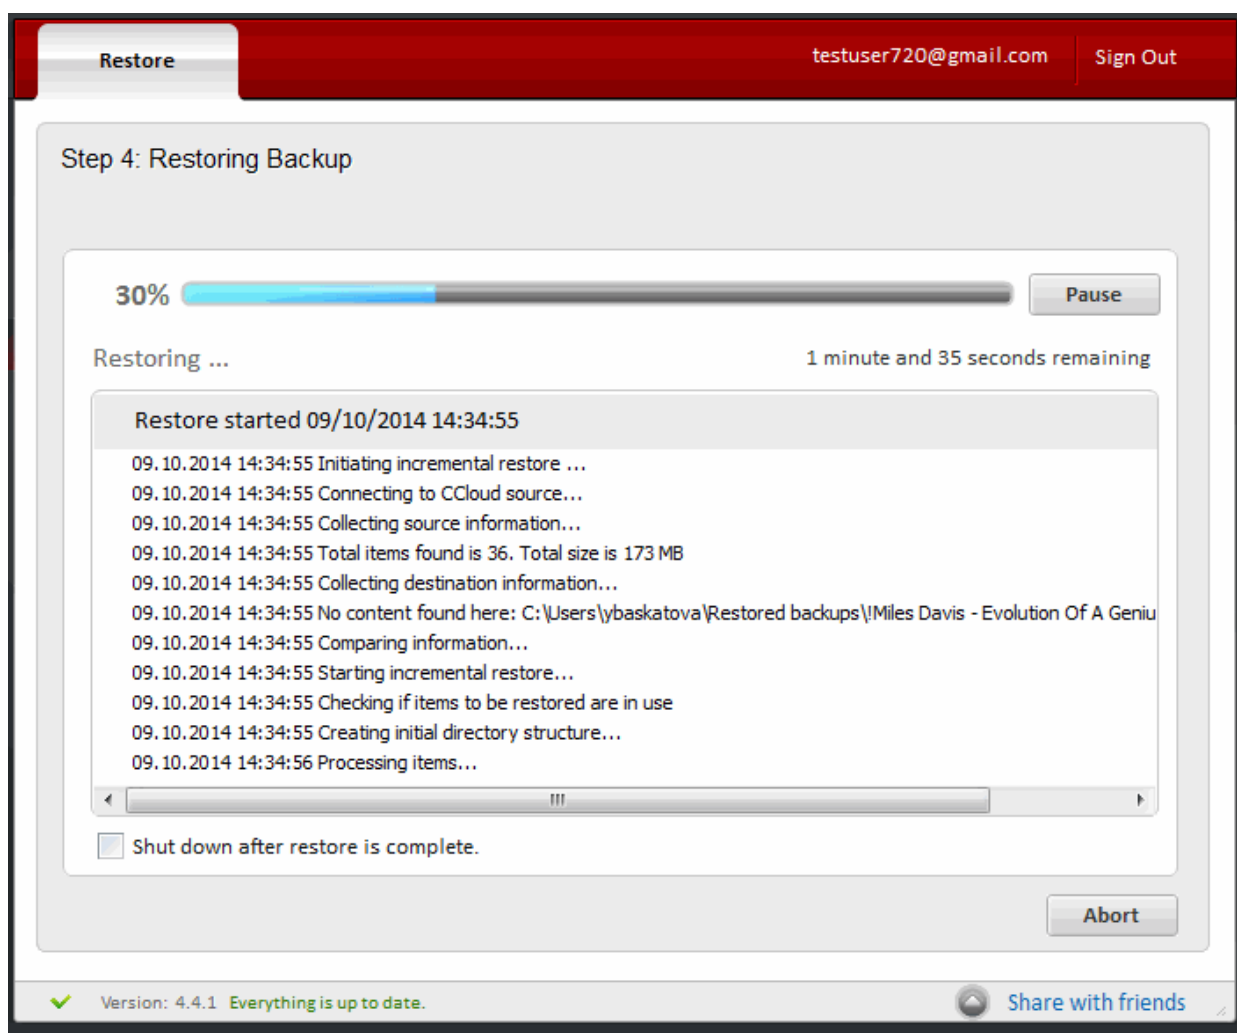 Restore
testuser720@gmail.com
Sign Out
Step 4: Restoring Backup
30%
Pause
Restoring ...
1 minute and 35 seconds remaining
Restore started 09/10/2014 14:34:55
09.10.2014 14:34:55 Initiating incremental restore ...
09.10.2014 14:34:55 Connecting to CCloud source...
09.10.2014 14:34:55 Collecting source information...
09.10.2014 14:34:55 Total items found is 36. Total size is 173 MB
09.10.2014 14:34:55 Collecting destination information...
09.10.2014 14:34:55 No content found here: C:\Users\ybaskatova\Restored backups\!Miles Davis - Evolution Of A Geniu
09.10.2014 14:34:55 Comparing information...
09.10.2014 14:34:55 Starting incremental restore...
09.10.2014 14:34:55 Checking if items to be restored are in use
09.10.2014 14:34:55 Creating initial directory structure...
09.10.2014 14:34:56 Processing items...
Shut down after restore is complete.
Abort
Version: 4.4.1 Everything is up to date.
Share with friends